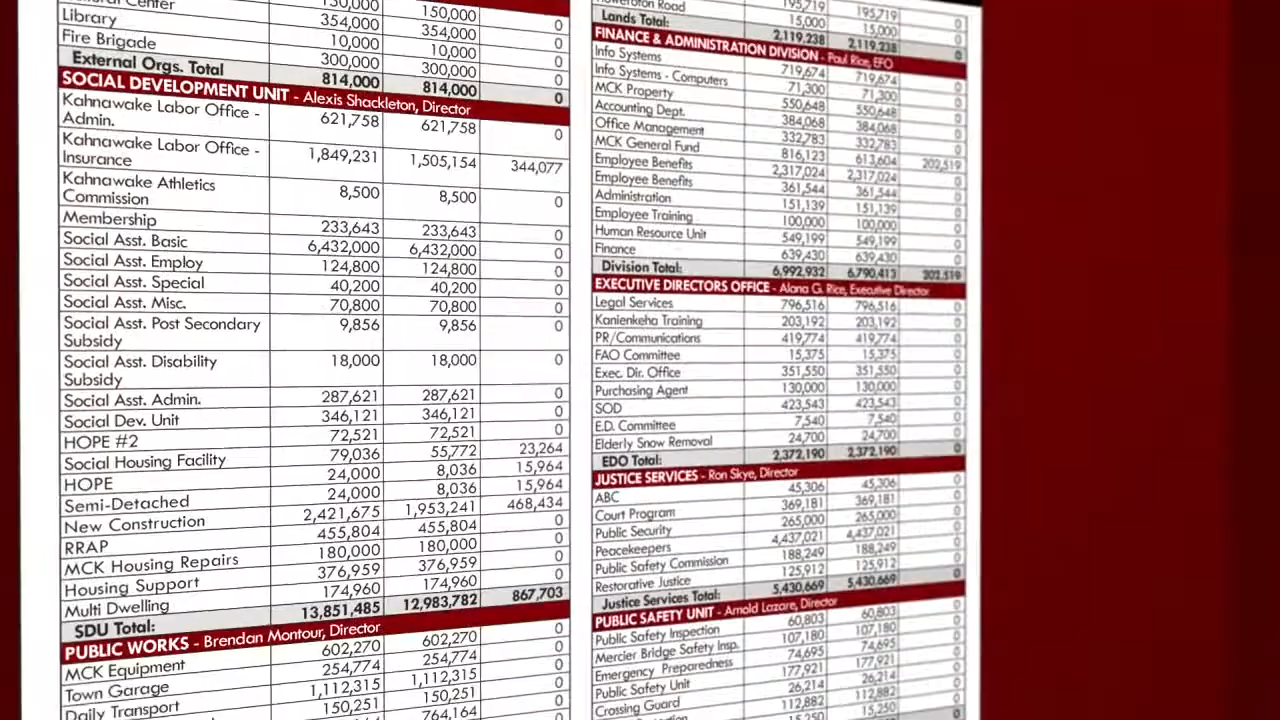 150,000 150,000 0
Center 354,000 354,000 0
Library 10,000 10,000 0
Fire Brigade 300,000 300,000 0
External Orgs. Total 814,000 814,000 0
SOCIAL DEVELOPMENT UNIT - Alexis Shackleton, Director
Kahnawake Labor Office - 621,758 621,758 0
Admin.
Kahnawake Labor Office - 1,849,231 1,505,154 344,077
Insurance
Kahnawake Athletics 8,500 8,500 0
Commission
Membership 233,643 233,643 0
Social Asst. Basic 6,432,000 6,432,000 0
Social Asst. Employ 124,800 124,800 0
Social Asst. Special 40,200 40,200 0
Social Asst. Misc. 70,800 70,800 0
Social Asst. Post Secondary 9,856 9,856 0
Subsidy
Social Asst. Disability 18,000 18,000 0
Subsidy
Social Asst. Admin. 287,621 287,621 0
Social Dev. Unit 346,121 346,121 0
HOPE #2 72,521 72,521 0
Social Housing Facility 79,036 55,772 23,264
HOPE 24,000 8,036 15,964
Semi-Detached 24,000 8,036 15,964
New Construction 2,421,675 1,953,241 468,434
RRAP 455,804 455,804 0
MCK Housing Repairs 180,000 180,000 0
Housing Support 376,959 376,959 0
Multi Dwelling 174,960 174,960 0
SDU Total: 13,851,485 12,983,782 867,703
PUBLIC WORKS - Brendan Montour, Director
MCK Equipment 602,270 602,270 0
Town Garage 254,774 254,774 0
Daily Transport 1,112,315 1,112,315 0
150,251 150,251 0
764,164 0
195,719 195,719 0
Road 15,000 15,000 0
Lands Total: 2,119,238 2,119,238 0
FINANCE & ADMINISTRATION DIVISION - Paul Rice, EFO
Info Systems 719,674 719,674 0
Info Systems - Computers 71,300 71,300 0
MCK Property 550,648 550,648 0
Accounting Dept. 384,068 384,068 0
Office Management 332,783 332,783 0
MCK General Fund 816,123 613,604 202,519
Employee Benefits 2,317,024 2,317,024 0
Employee Benefits 361,544 361,544 0
Administration 151,139 151,139 0
Employee Training 100,000 100,000 0
Human Resource Unit 549,199 549,199 0
Finance 639,430 639,430 0
Division Total: 6,992,932 6,790,413 202,519
EXECUTIVE DIRECTORS OFFICE - Alana G. Rice, Executive Director
Legal Services 796,516 796,516 0
Kanienkeha Training 203,192 203,192 0
PR/Communications 419,774 419,774 0
FAO Committee 15,375 15,375 0
Exec. Dir. Office 351,550 351,550 0
Purchasing Agent 130,000 130,000 0
SOD 423,543 423,543 0
E.D. Committee 7,540 7,540 0
Elderly Snow Removal 24,700 24,700 0
EDO Total: 2,372,190 2,372,190 0
JUSTICE SERVICES - Ron Skye, Director
ABC 45,306 45,306 0
Court Program 369,181 369,181 0
Public Security 265,000 265,000 0
Peacekeepers 4,437,021 4,437,021 0
Public Safety Commission 188,249 188,249 0
Restorative Justice 125,912 125,912 0
Justice Services Total: 5,430,669 5,430,669 0
PUBLIC SAFETY UNIT - Arnold Lazare, Director
Public Safety Inspection 60,803 60,803 0
Mercier Bridge Safety Insp. 107,180 107,180 0
Emergency Preparedness 74,695 74,695 0
Public Safety Unit 177,921 177,921 0
Crossing Guard 26,214 26,214 0
112,882 112,882 0
15,250 15,250 0